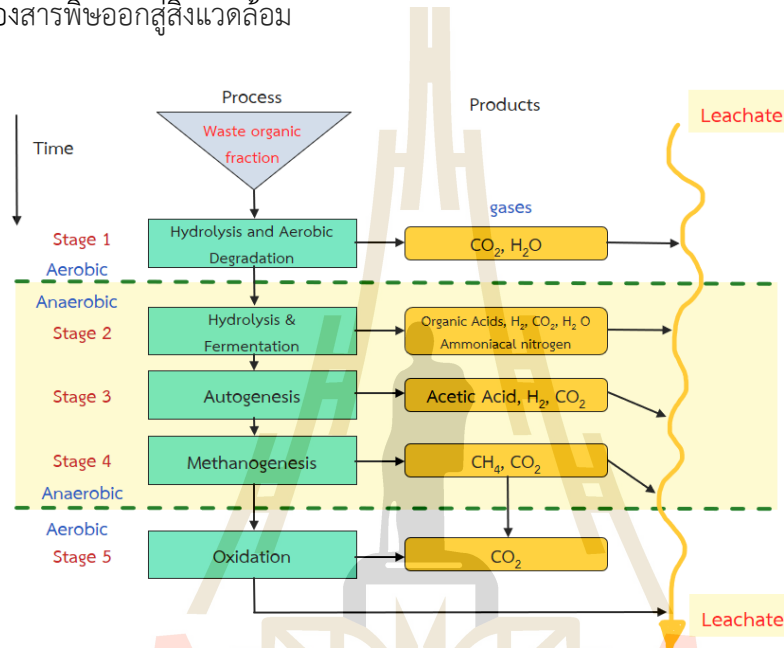 องสารพิษออกสู่สิ่งแวดล้อม
Process
Products
Leachate
Waste organic
fraction
Time
gases
Stage 1
Hydrolysis and Aerobic
Degradation
CO₂, H₂O
Aerobic
Anaerobic
Stage 2
Hydrolysis &
Fermentation
Organic Acids, H₂, CO₂, H₂ O
Ammoniacal nitrogen
Stage 3
Autogenesis
Acetic Acid, H₂, CO₂
Stage 4
Methanogenesis
CH₄, CO₂
Anaerobic
Aerobic
Stage 5
Oxidation
CO₂
Leachate